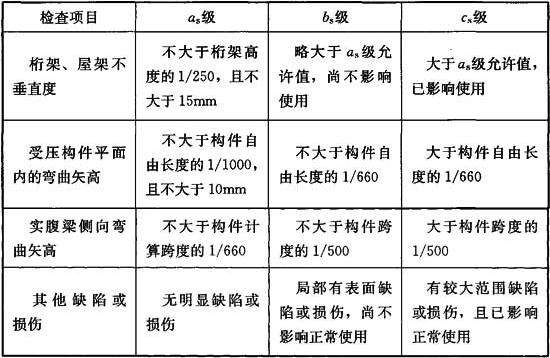 检查项目
as级
bs级
cs级
桁架、屋架不
垂直度
不大于桁架高
度的1/250，且不
大于15mm
略大于as级允
许值，尚不影响
使用
大于as级允许值，
已影响使用
受压构件平面
内的弯曲矢高
不大于构件自
由长度的1/1000，
且不大于10mm
不大于构件自
由长度的1/660
大于构件自由长
度的1/660
实腹梁侧向弯
曲矢高
不大于构件计
算跨度的1/660
不大于构件跨
度的1/500
大于构件跨度的
1/500
其他缺陷或
损伤
无明显缺陷或
损伤
局部有表面缺
陷或损伤，尚不
影响正常使用
有较大范围缺陷
或损伤，且已影响
正常使用